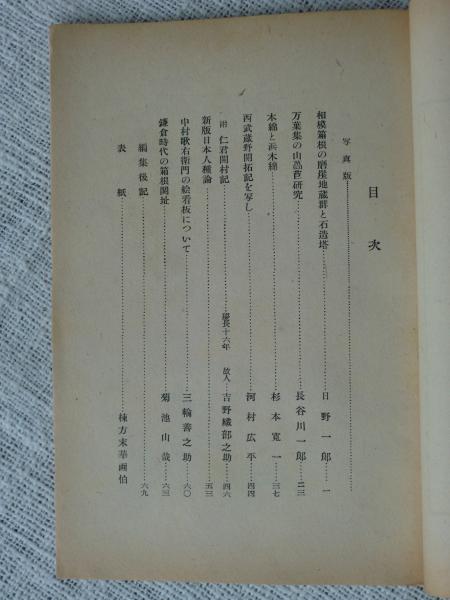 目次
写真版
相模箱根の磨崖地蔵群と石造塔 日野一郎 一
万葉集の山菅研究 長谷川一郎 二三
木綿と浜木綿 杉本寛一 三七
西武蔵野開拓記を写し 河村広平 四四
附 仁君開村記 慶長十六年 故人 吉野織部之助 四六
新版日本人種論 五三
中村歌右衛門の絵看板について 三輪善之助 六〇
鎌倉時代の箱根関址 菊池山哉 六三
編集後記 六九
表紙 棟方末華画伯